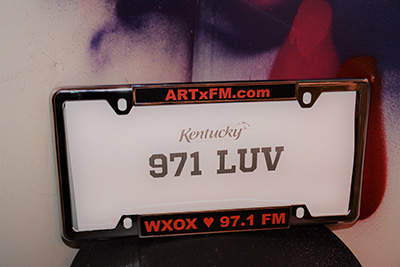 ARTxFM.com
Kentucky
971 LUV
WXOX ♥ 97.1 FM